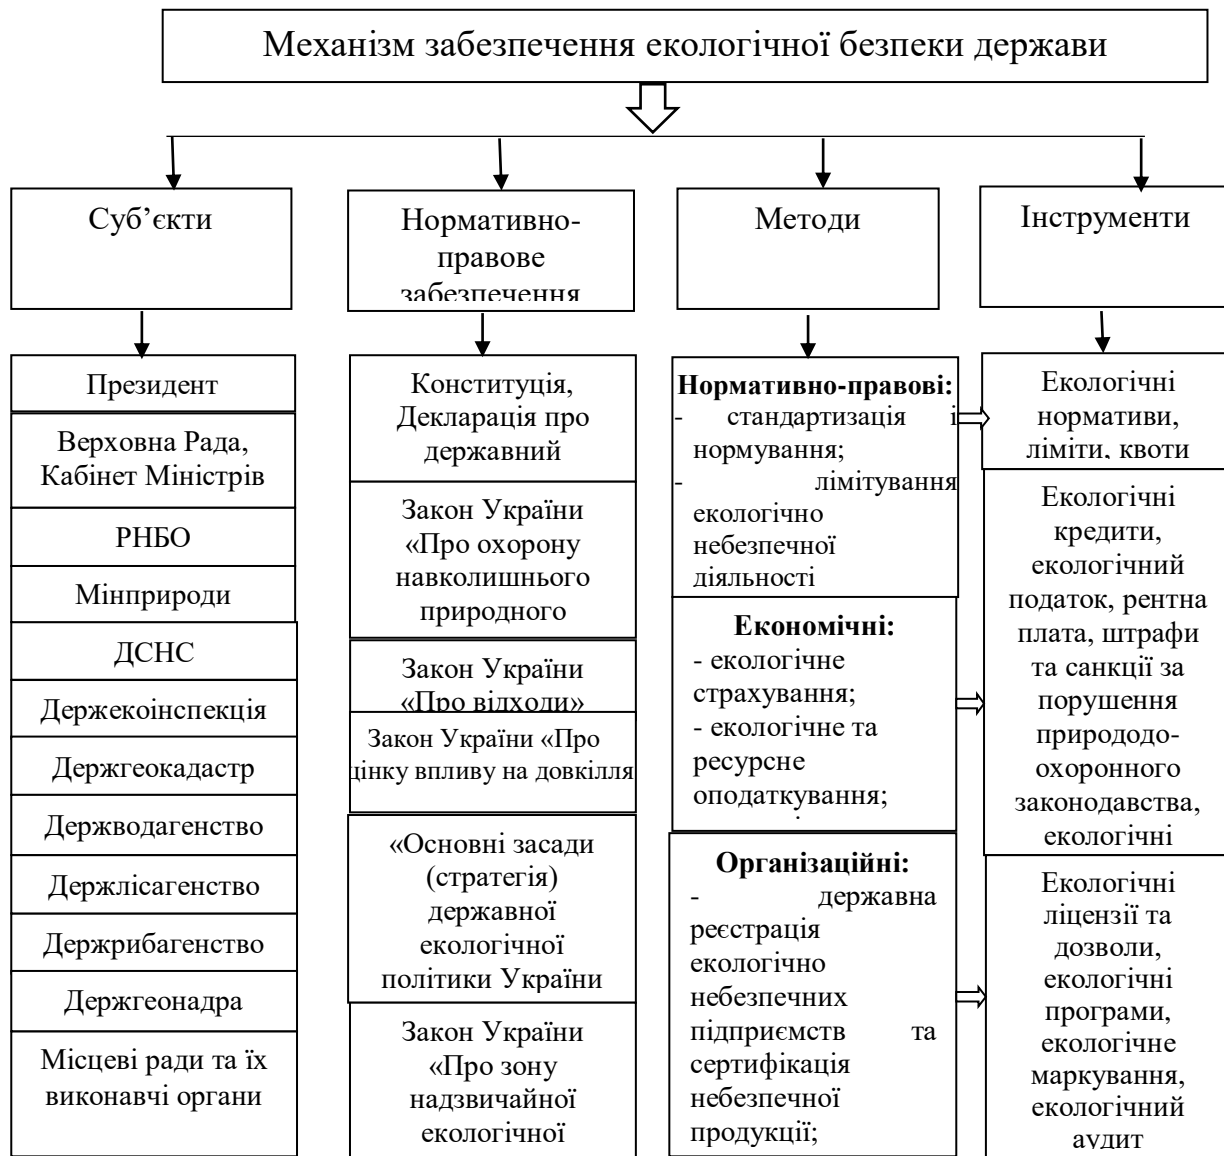 Механізм забезпечення екологічної безпеки держави
Суб’єкти
Нормативно-
правове
забезпечення
Методи
Інструменти
Президент
Верховна Рада,
Кабінет Міністрів
РНБО
Мінприроди
ДСНС
Держекоінспекція
Держгеокадастр
Держводагенство
Держлісагенство
Держрибагенство
Держгеонадра
Місцеві ради та їх
виконавчі органи
Конституція,
Декларація про
державний
Закон України
«Про охорону
навколишнього
природного
Закон України
«Про відходи»
Закон України «Про
цінку впливу на довкілля
«Основні засади
(стратегія)
державної
екологічної
політики України
Закон України
«Про зону
надзвичайної
екологічної
Нормативно-правові:
- стандартизація і
нормування;
- лімітування
екологічно
небезпечної
діяльності
Економічні:
- екологічне
страхування;
- екологічне та
ресурсне
оподаткування;
Організаційні:
- державна
реєстрація
екологічно
небезпечних
підприємств та
сертифікація
небезпечної
продукції;
Екологічні
нормативи,
ліміти, квоти
Екологічні
кредити,
екологічний
податок, рентна
плата, штрафи
та санкції за
порушення
природодо-
охоронного
законодавства,
екологічні
Екологічні
ліцензії та
дозволи,
екологічні
програми,
екологічне
маркування,
екологічний
аудит